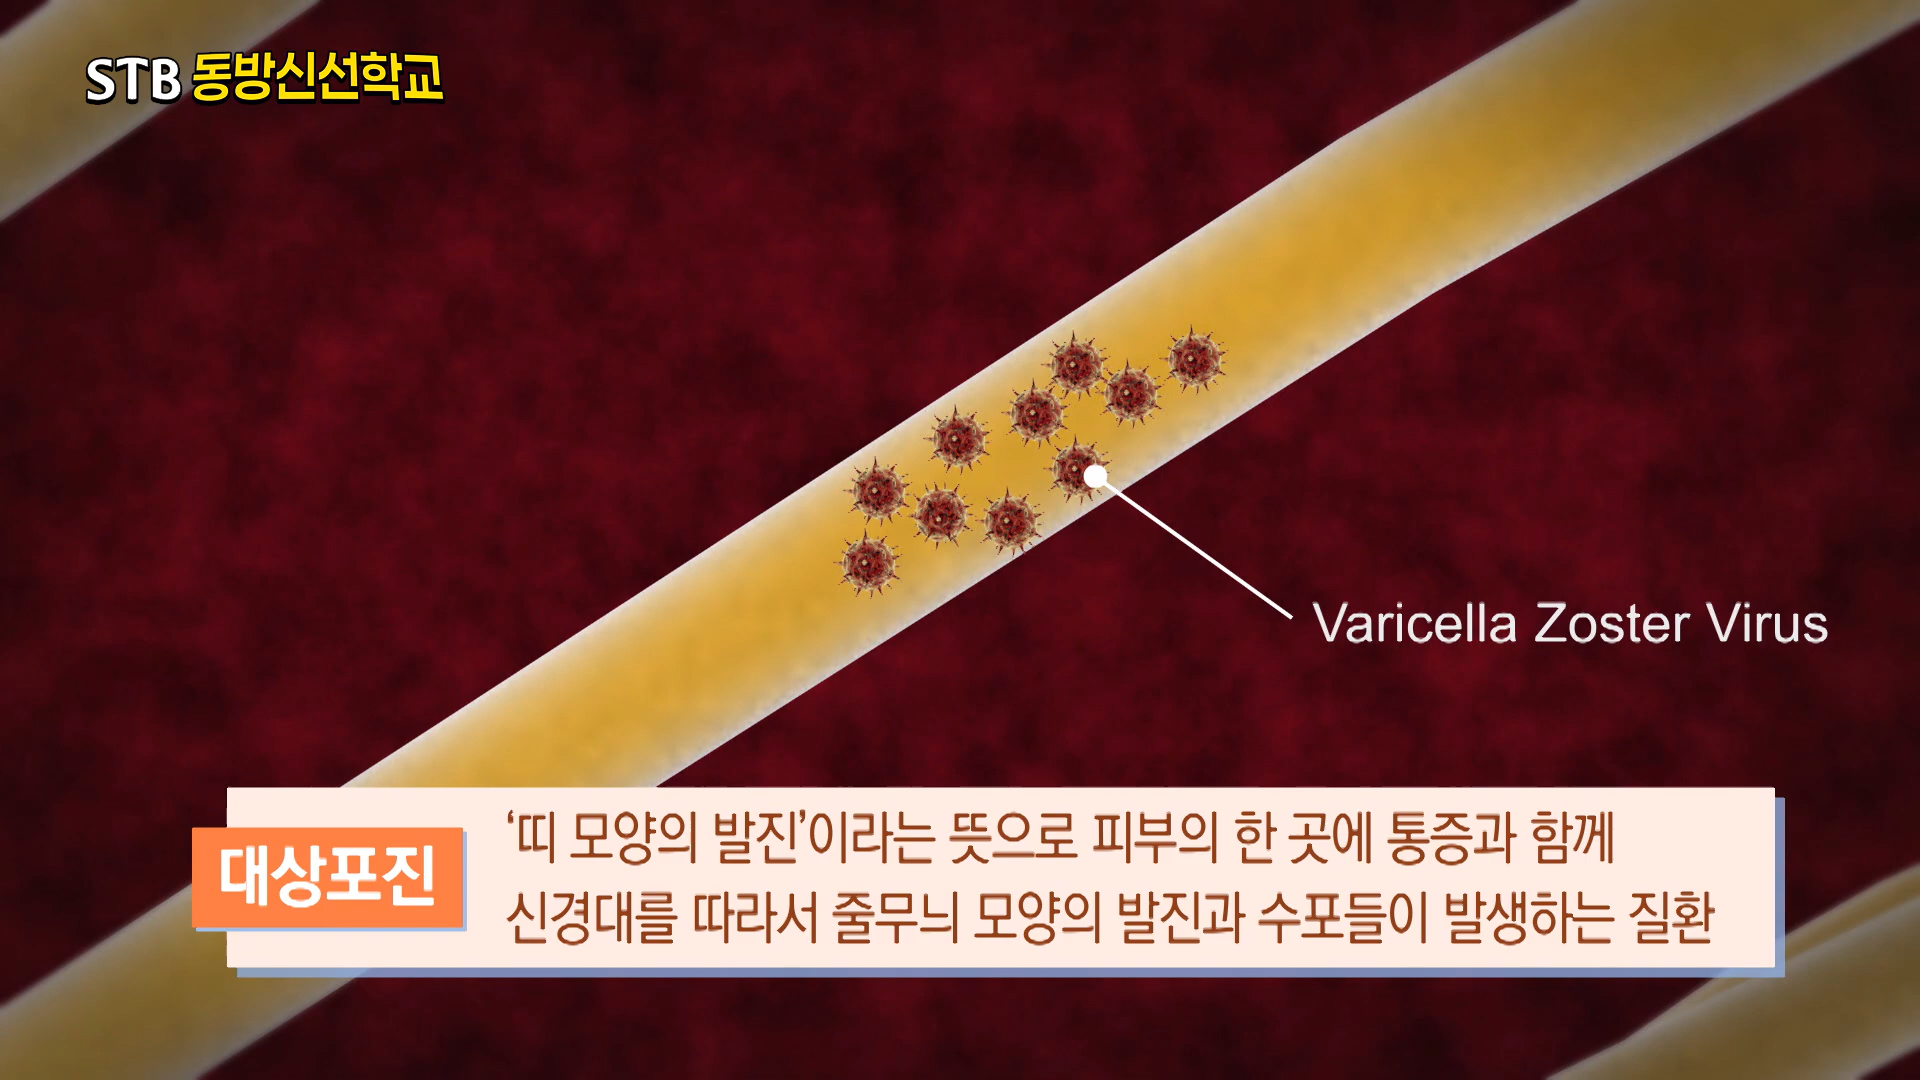 STB 동방신선학교
Varicella Zoster Virus
대상포진
‘띠 모양의 발진’이라는 뜻으로 피부의 한 곳에 통증과 함께
신경대를 따라서 줄무늬 모양의 발진과 수포들이 발생하는 질환